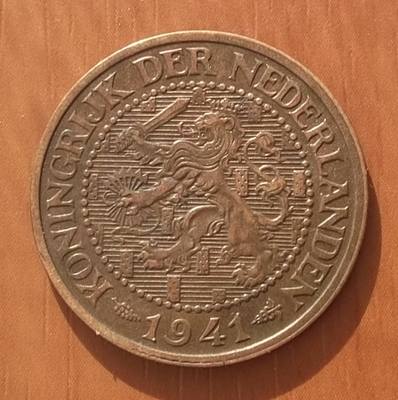 KONINGRIJK DER NEDERLANDEN
1941